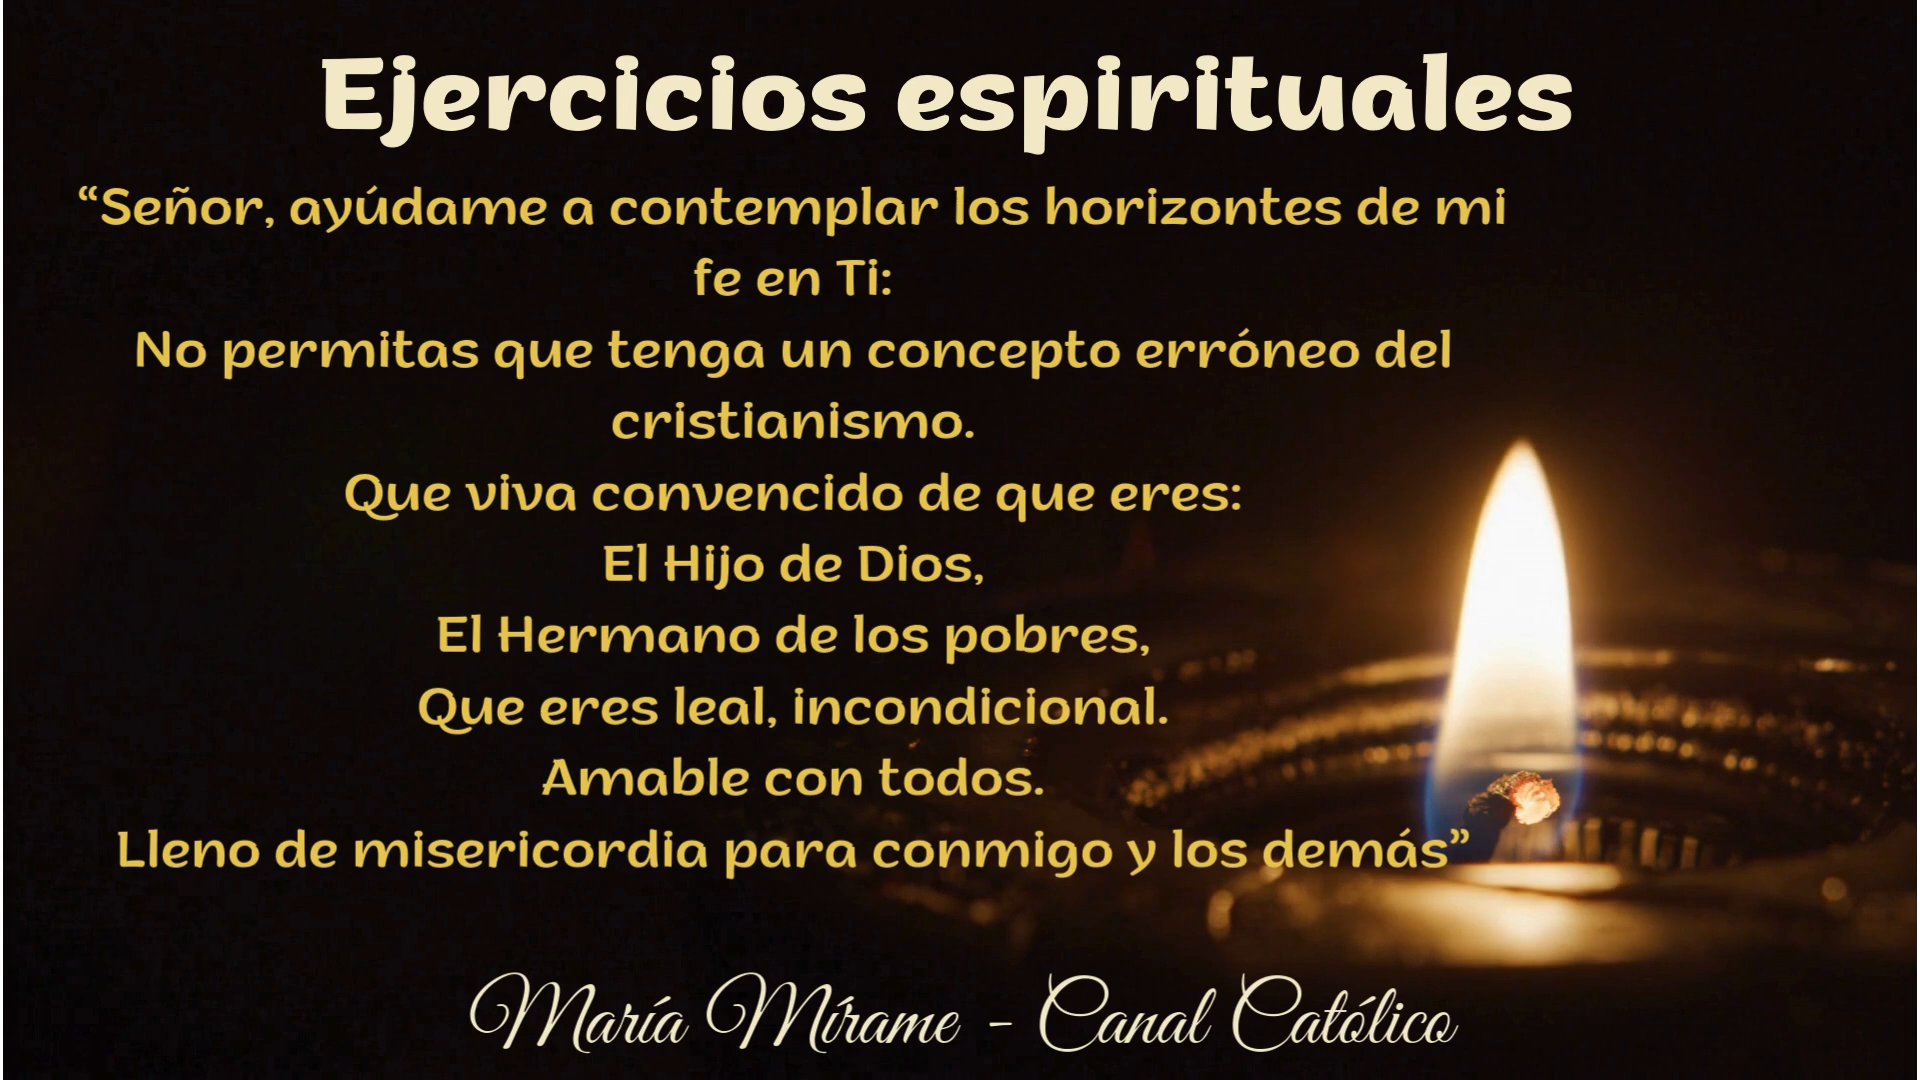 Ejercicios espirituales
“Señor, ayúdame a contemplar los horizontes de mi
fe en Ti:
No permitas que tenga un concepto erróneo del
cristianismo.
Que viva convencido de que eres:
El Hijo de Dios,
El Hermano de los pobres,
Que eres leal, incondicional.
Amable con todos.
Lleno de misericordia para conmigo y los demás”
María Mírame - Canal Católico